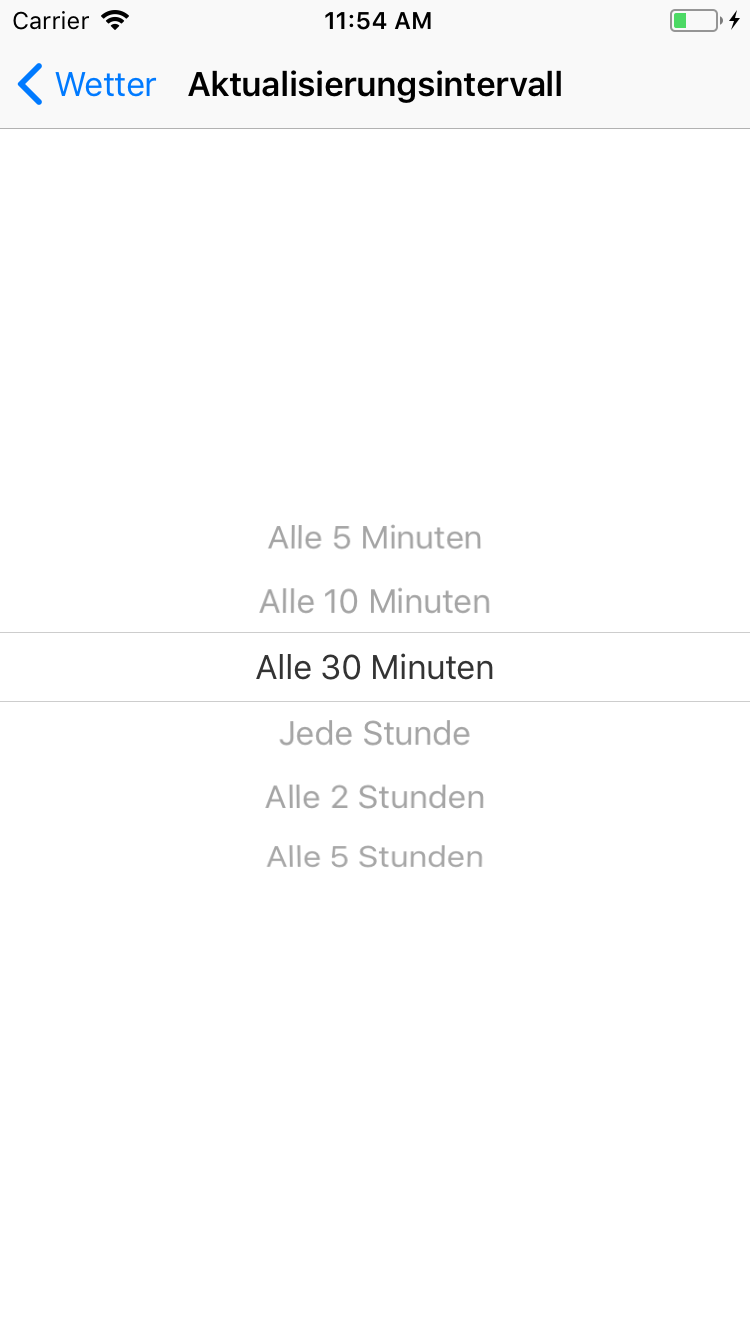 Carrier 11:54 AM
Wetter Aktualisierungsintervall
Alle 5 Minuten
Alle 10 Minuten
Alle 30 Minuten
Jede Stunde
Alle 2 Stunden
Alle 5 Stunden